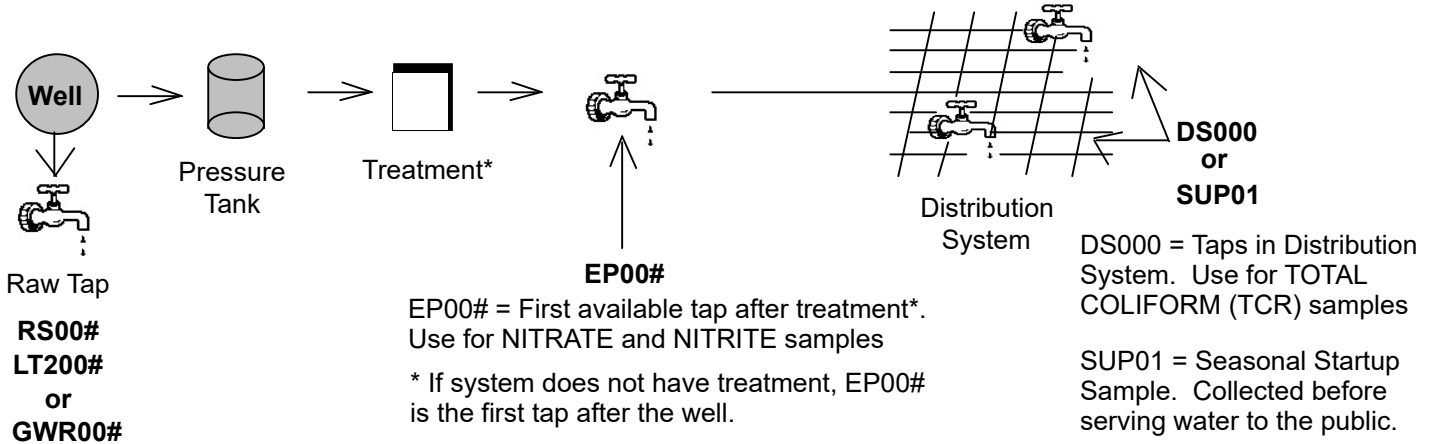 Well
Pressure
Tank
Treatment*
Raw Tap
RS00#
LT200#
or
GWR00#
EP00#
EP00# = First available tap after treatment*.
Use for NITRATE and NITRITE samples
* If system does not have treatment, EP00#
is the first tap after the well.
Distribution
System
DS000
or
SUP01
DS000 = Taps in Distribution
System. Use for TOTAL
COLIFORM (TCR) samples
SUP01 = Seasonal Startup
Sample. Collected before
serving water to the public.